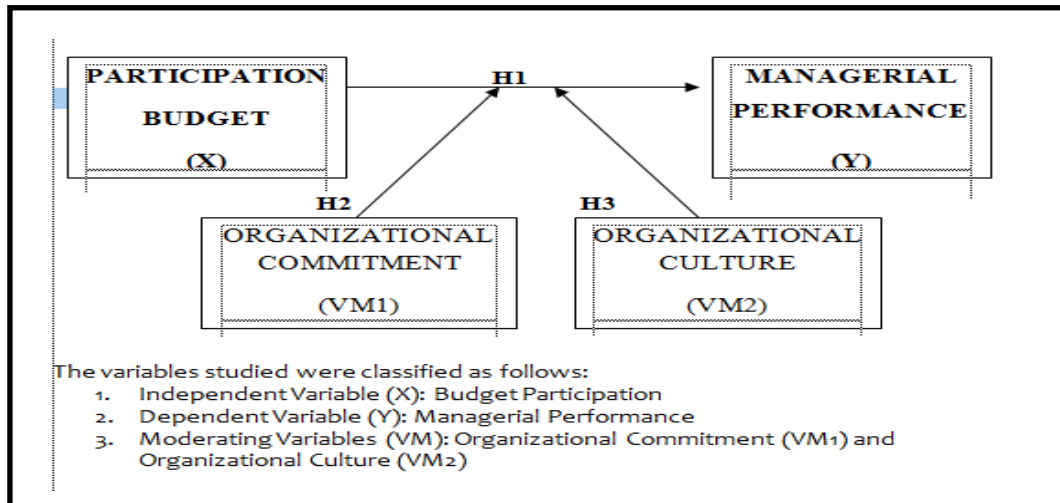 PARTICIPATION
BUDGET
(X)
H1
MANAGERIAL
PERFORMANCE
(Y)
H2
ORGANIZATIONAL
COMMITMENT
(VM1)
H3
ORGANIZATIONAL
CULTURE
(VM2)
The variables studied were classified as follows:
1. Independent Variable (X): Budget Participation
2. Dependent Variable (Y): Managerial Performance
3. Moderating Variables (VM): Organizational Commitment (VM1) and
Organizational Culture (VM2)